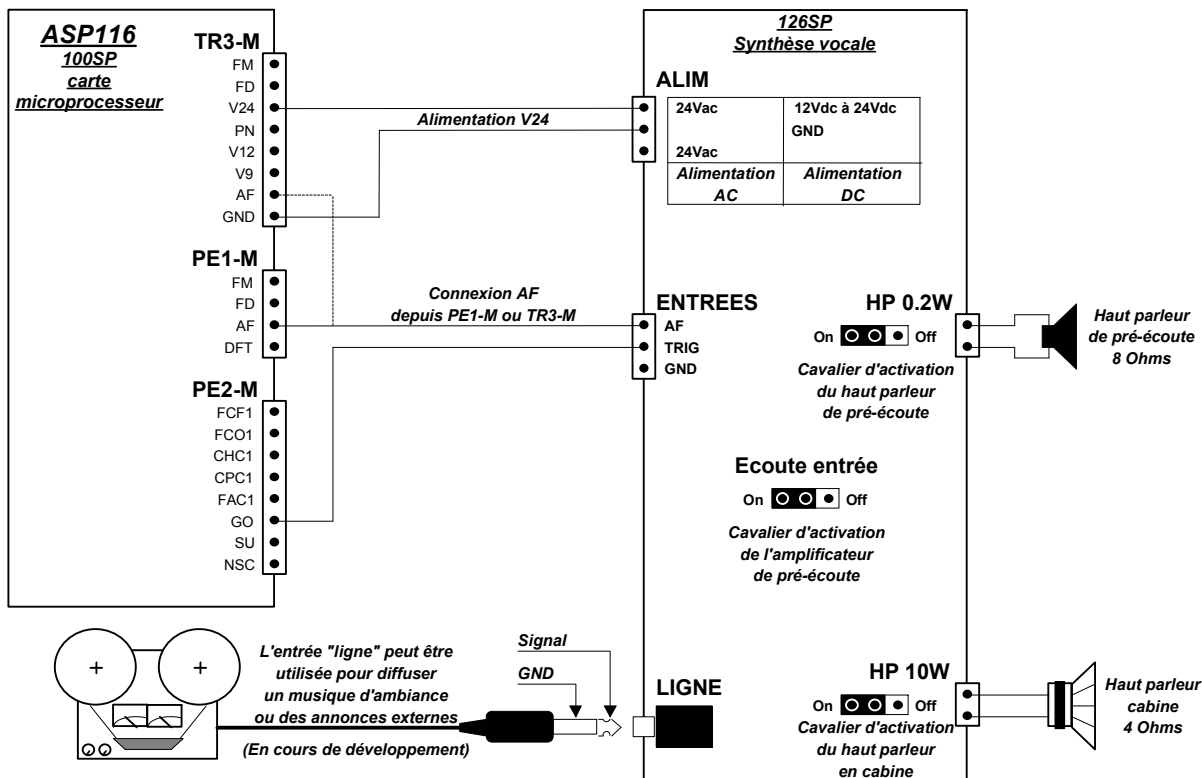 ASP116
100SP
carte
microprocesseur
TR3-M
FM
FD
V24
PN
V12
V9
AF
GND
PE1-M
FM
FD
AF
DFT
PE2-M
FCF1
FCO1
CHC1
CPC1
FAC1
GO
SU
NSC
Alimentation V24
Connexion AF
depuis PE1-M ou TR3-M
126SP
Synthèse vocale
ALIM
24Vac 12Vdc à 24Vdc
GND
24Vac
Alimentation Alimentation
AC DC
ENTREES
AF
TRIG
GND
HP 0.2W
On Off
Cavalier d'activation
du haut parleur
de pré-écoute
Haut parleur
de pré-écoute
8 Ohms
Ecoute entrée
On Off
Cavalier d'activation
de l'amplificateur
de pré-écoute
L'entrée "ligne" peut être
utilisée pour diffuser
un musique d'ambiance
ou des annonces externes
(En cours de développement)
Signal
GND
LIGNE
HP 10W
On Off
Cavalier d'activation
du haut parleur
en cabine
Haut parleur
cabine
4 Ohms